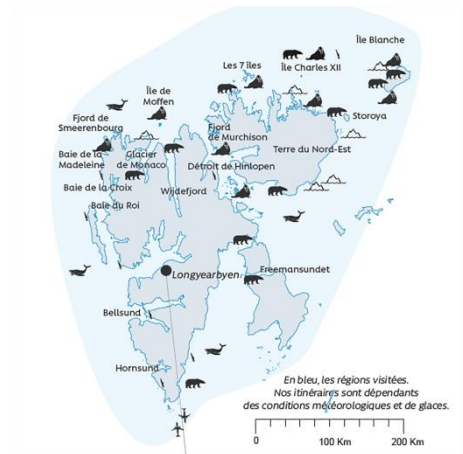 Île Blanche
Les 7 îles
Île Charles XII
Île de
Moffen
Fjord de
Smeerenbourg
Storoya
Fjord
de Murchison
Baie de la
Madeleine
Glacier
de Monaco
Terre du Nord-Est
Détroit de Hinlopen
Baie de la Croix
Wijdefjord
Baie du Roi
Longyearbyen
Freemansundet
Bellsund
Hornsund
En bleu, les régions visitées.
Nos itinéraires sont dépendants
des conditions météorologiques et de glaces.
0 100 Km 200 Km